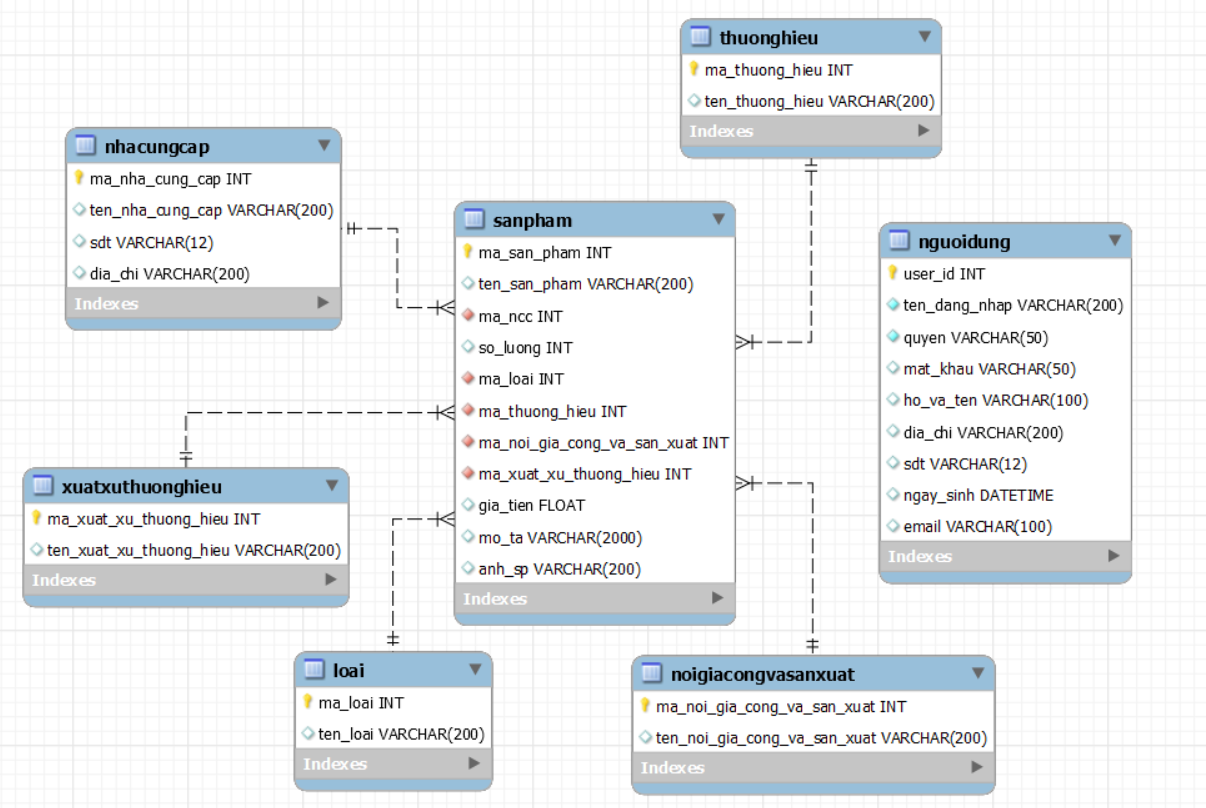 thuonghieu
ma_thuong_hieu INT
ten_thuong_hieu VARCHAR(200)
Indexes
nhacungcap
ma_nha_cung_cap INT
ten_nha_cung_cap VARCHAR(200)
sdt VARCHAR(12)
dia_chi VARCHAR(200)
Indexes
sanpham
ma_san_pham INT
ten_san_pham VARCHAR(200)
ma_ncc INT
so_luong INT
ma_loai INT
ma_thuong_hieu INT
ma_noi_gia_cong_va_san_xuat INT
ma_xuat_xu_thuong_hieu INT
gia_tien FLOAT
mo_ta VARCHAR(2000)
anh_sp VARCHAR(200)
Indexes
nguoidung
user_id INT
ten_dang_nhap VARCHAR(200)
quyen VARCHAR(50)
mat_khau VARCHAR(50)
ho_va_ten VARCHAR(100)
dia_chi VARCHAR(200)
sdt VARCHAR(12)
ngay_sinh DATETIME
email VARCHAR(100)
Indexes
xuatxuthuonghieu
ma_xuat_xu_thuong_hieu INT
ten_xuat_xu_thuong_hieu VARCHAR(200)
Indexes
loai
ma_loai INT
ten_loai VARCHAR(200)
Indexes
noigiacongvasanxuat
ma_noi_gia_cong_va_san_xuat INT
ten_noi_gia_cong_va_san_xuat VARCHAR(200)
Indexes